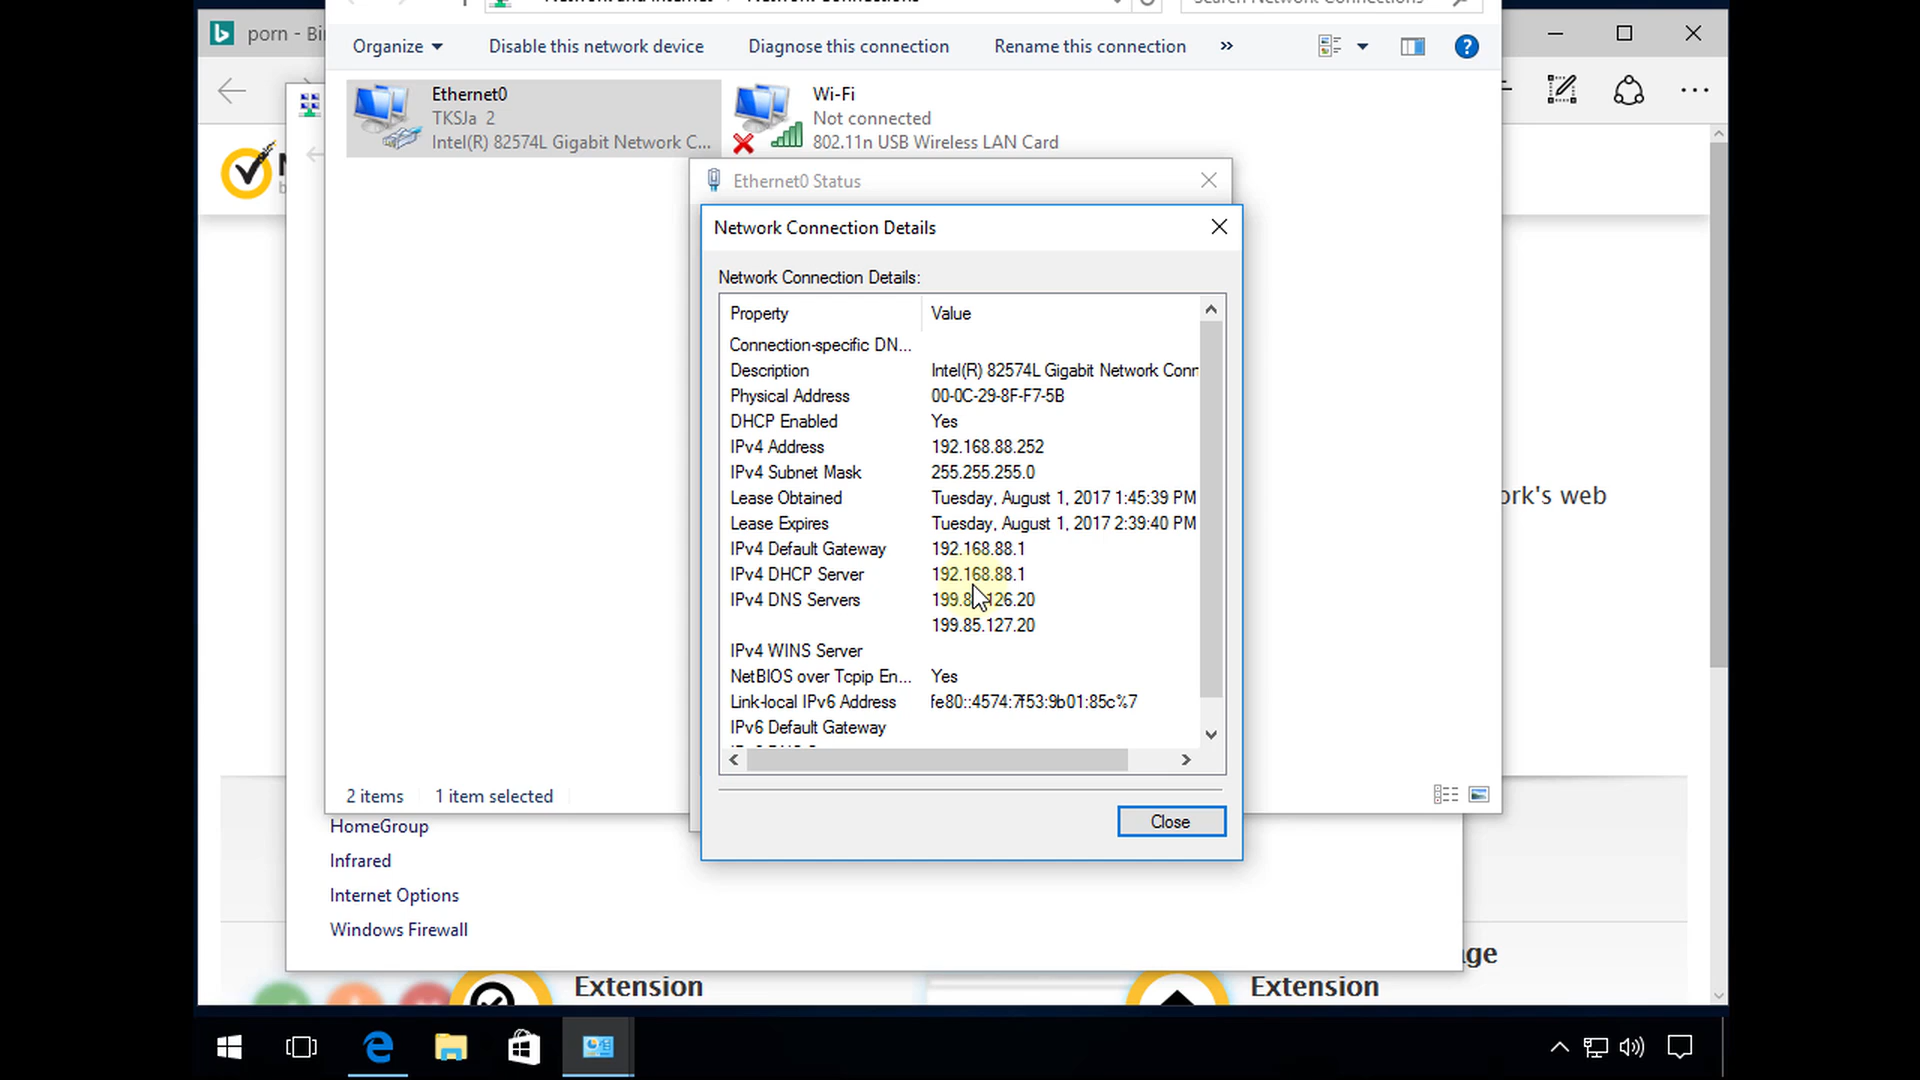 porn - Bi
Organize
Disable this network device
Diagnose this connection
Rename this connection
»
Ethernet0
TKSJa 2
Intel(R) 82574L Gigabit Network C...
Wi-Fi
Not connected
802.11n USB Wireless LAN Card
Ethernet0 Status
Network Connection Details
Network Connection Details:
Property Value
Connection-specific DN...
Description Intel(R) 82574L Gigabit Network Conn
Physical Address 00-0C-29-8F-F7-5B
DHCP Enabled Yes
IPv4 Address 192.168.88.252
IPv4 Subnet Mask 255.255.255.0
Lease Obtained Tuesday, August 1, 2017 1:45:39 PM
Lease Expires Tuesday, August 1, 2017 2:39:40 PM
IPv4 Default Gateway 192.168.88.1
IPv4 DHCP Server 192.168.88.1
IPv4 DNS Servers
199.85.127.20
IPv4 WINS Server
NetBIOS over Tcpip En... Yes
Link-local IPv6 Address fe80::4574:7f53:9b01:85c%7
IPv6 Default Gateway
Close
ork's web
2 items 1 item selected
HomeGroup
Infrared
Internet Options
Windows Firewall
ge
Extension
Extension